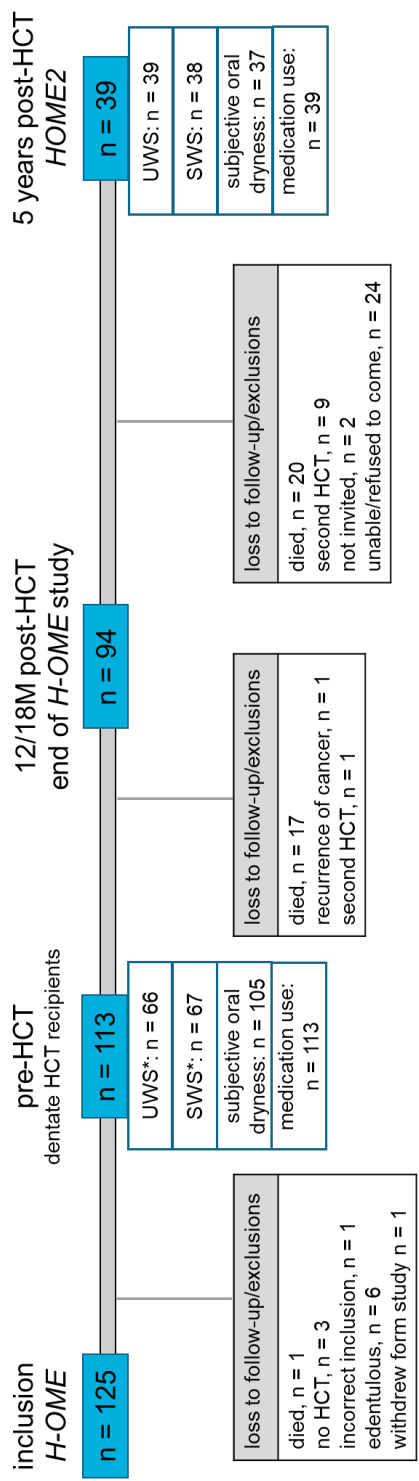 inclusion
H-OME
n = 125
loss to follow-up/exclusions
died, n = 1
no HCT, n = 3
incorrect inclusion, n = 1
edentulous, n = 6
withdrew form study n = 1
pre-HCT
dentate HCT recipients
n = 113
UWS*: n = 66
SWS*: n = 67
subjective oral
dryness: n = 105
medication use:
n = 113
loss to follow-up/exclusions
died, n = 17
recurrence of cancer, n = 1
second HCT, n = 1
12/18M post-HCT
end of H-OME study
n = 94
loss to follow-up/exclusions
died, n = 20
second HCT, n = 9
not invited, n = 2
unable/refused to come, n = 24
5 years post-HCT
HOME2
n = 39
UWS: n = 39
SWS: n = 38
subjective oral
dryness: n = 37
medication use:
n = 39